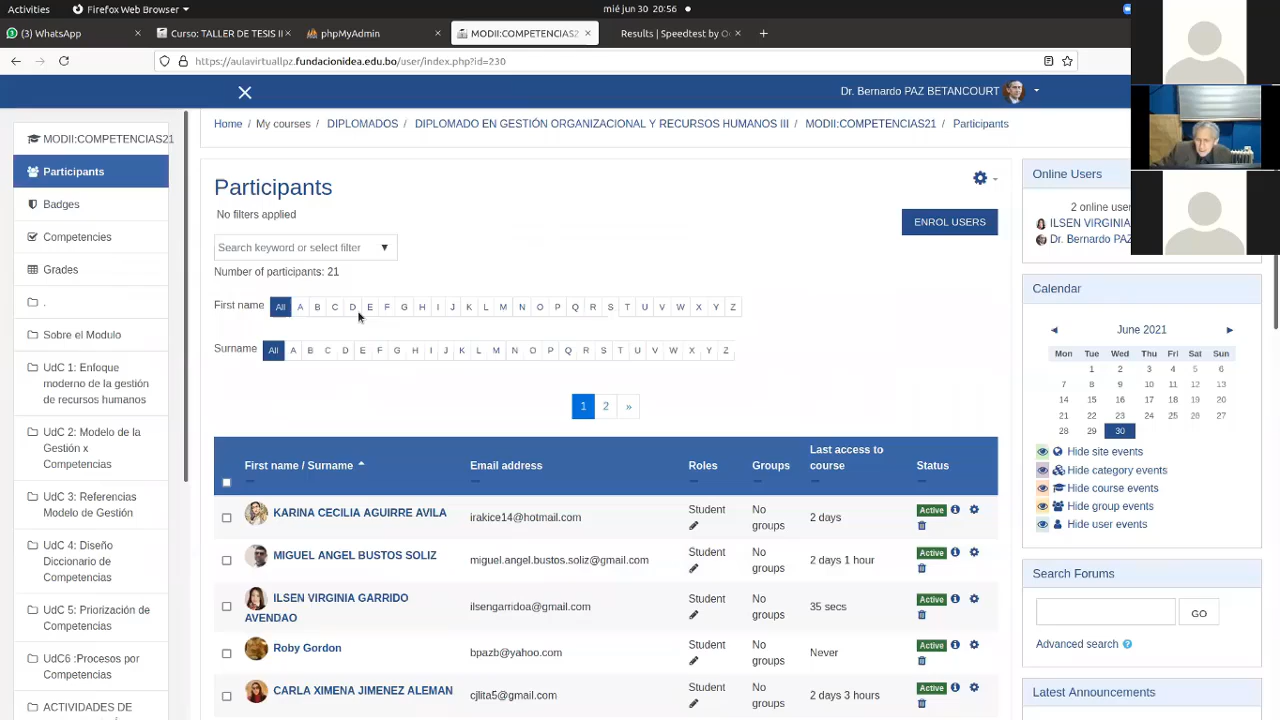 Activities
Firefox Web Browser
mié jun 30 20:56
(3) WhatsApp
Curso: TALLER DE TESIS II
phpMyAdmin
MODII:COMPETENCIAS2
Results | Speedtest by O
https://aulavirtuallpz.fundacionidea.edu.bo/user/index.php?id=230
Dr. Bernardo PAZ BETANCOURT
Home / My courses / DIPLOMADOS / DIPLOMADO EN GESTIÓN ORGANIZACIONAL Y RECURSOS HUMANOS III / MODII:COMPETENCIAS21 / Participants
MODII:COMPETENCIAS21
Participants
Badges
Competencies
Grades
.
Sobre el Modulo
UdC 1: Enfoque
moderno de la gestión
de recursos humanos
UdC 2: Modelo de la
Gestión x
Competencias
UdC 3: Referencias
Modelo de Gestión
UdC 4: Diseño
Diccionario de
Competencias
UdC 5: Priorización de
Competencias
UdC6 :Procesos por
Competencias
ACTIVIDADES DE
Participants
No filters applied
ENROL USERS
Search keyword or select filter
Number of participants: 21
First name All A B C D E F G H I J K L M N O P Q R S T U V W X Y Z
Surname All A B C D E F G H I J K L M N O P Q R S T U V W X Y Z
1 2 »
First name / Surname
Email address
Roles
Groups
Last access to
course
Status
KARINA CECILIA AGUIRRE AVILA
irakice14@hotmail.com
Student
No
groups
2 days
Active
MIGUEL ANGEL BUSTOS SOLIZ
miguel.angel.bustos.soliz@gmail.com
Student
No
groups
2 days 1 hour
Active
ILSEN VIRGINIA GARRIDO
AVENDAO
ilsengarridoa@gmail.com
Student
No
groups
35 secs
Active
Roby Gordon
bpazb@yahoo.com
Student
No
groups
Never
Active
CARLA XIMENA JIMENEZ ALEMAN
cjlita5@gmail.com
Student
No
groups
2 days 3 hours
Active
Online Users
2 online
ILSEN VIRGINIA
Dr. Bernardo PAZ
Calendar
June 2021
Mon Tue Wed Thu Fri Sat Sun
1 2 3 4 5 6
7 8 9 10 11 12 13
14 15 16 17 18 19 20
21 22 23 24 25 26 27
28 29 30
Hide site events
Hide category events
Hide course events
Hide group events
Hide user events
Search Forums
GO
Advanced search
Latest Announcements